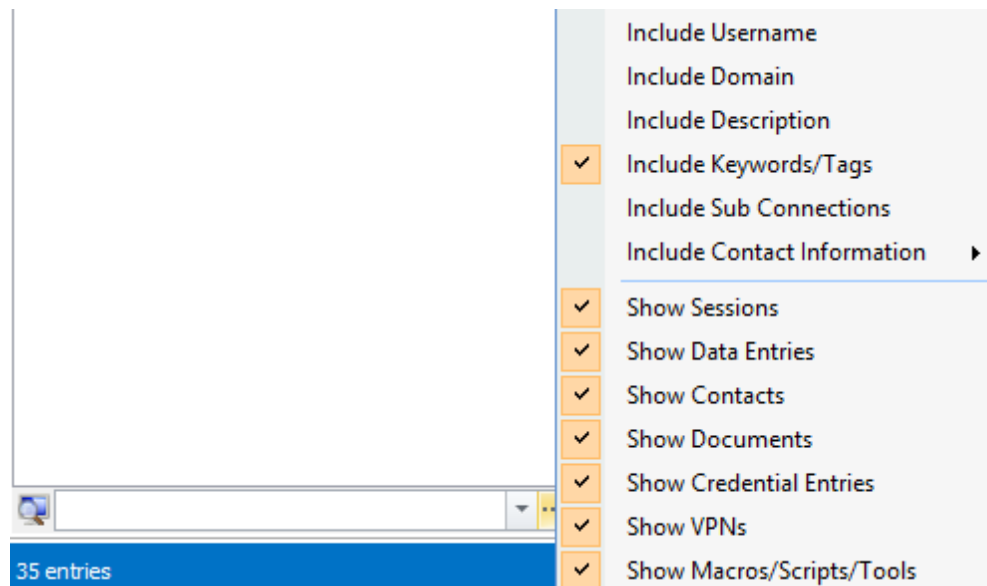 Include Username
Include Domain
Include Description
Include Keywords/Tags
Include Sub Connections
Include Contact Information
Show Sessions
Show Data Entries
Show Contacts
Show Documents
Show Credential Entries
Show VPNs
Show Macros/Scripts/Tools
35 entries